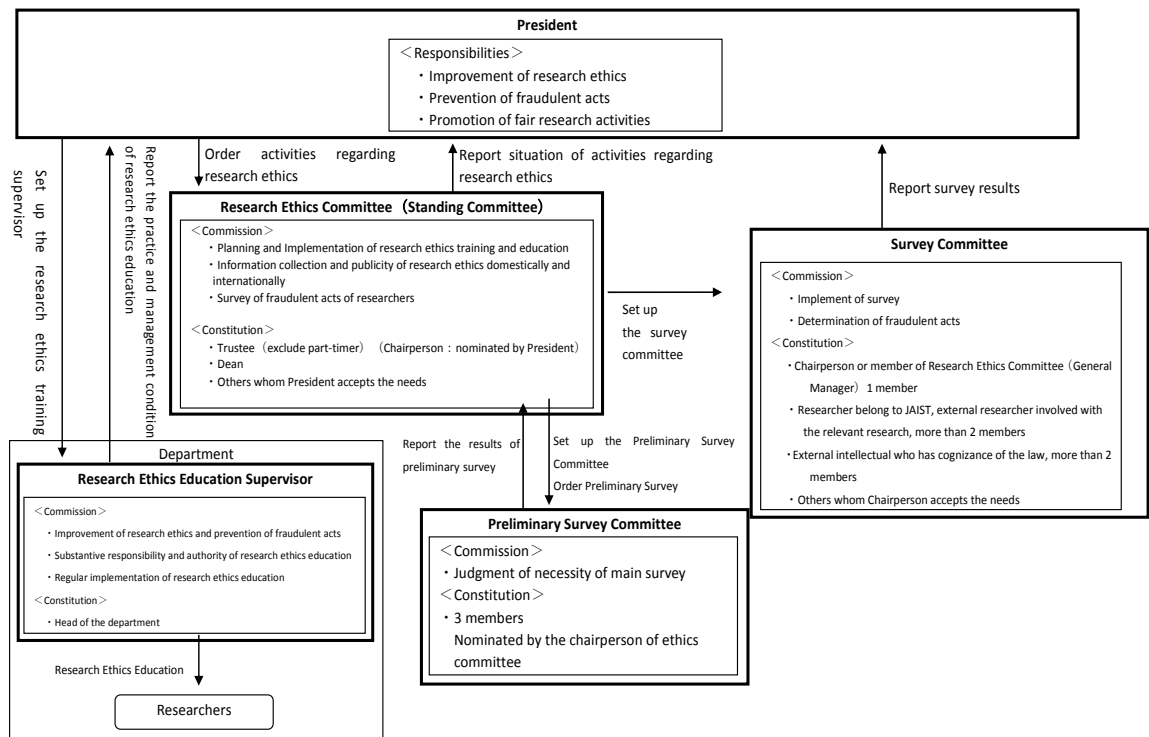 President
＜Responsibilities＞
・Improvement of research ethics
・Prevention of fraudulent acts
・Promotion of fair research activities
Set up the research ethics training
supervisor
Report the practice and management condition
of research ethics education
Order activities regarding
research ethics
Report situation of activities regarding
research ethics
Report survey results
Research Ethics Committee（Standing Committee）
＜Commission＞
・Planning and Implementation of research ethics training and education
・Information collection and publicity of research ethics domestically and
internationally
・Survey of fraudulent acts of researchers
＜Constitution＞
・Trustee（exclude part-timer）（Chairperson：nominated by President）
・Dean
・Others whom President accepts the needs
Set up
the survey
committee
Survey Committee
＜Commission＞
・Implement of survey
・Determination of fraudulent acts
＜Constitution＞
・Chairperson or member of Research Ethics Committee（General
Manager） 1 member
・Researcher belong to JAIST, external researcher involved with
the relevant research, more than 2 members
・External intellectual who has cognizance of the law, more than 2
members
・Others whom Chairperson accepts the needs
Report the results of
preliminary survey
Set up the Preliminary Survey
Committee
Order Preliminary Survey
Department
Research Ethics Education Supervisor
＜Commission＞
・Improvement of research ethics and prevention of fraudulent acts
・Substantive responsibility and authority of research ethics education
・Regular implementation of research ethics education
＜Constitution＞
・Head of the department
Preliminary Survey Committee
＜Commission＞
・Judgment of necessity of main survey
＜Constitution＞
・3 members
Nominated by the chairperson of ethics
committee
Research Ethics Education
Researchers